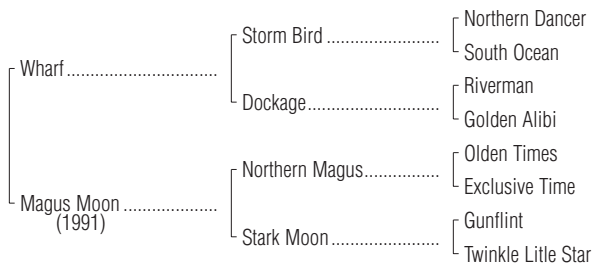 Northern Dancer
Storm Bird ........................
South Ocean
Wharf ................................
Riverman
Dockage............................
Golden Alibi
Olden Times
Northern Magus................
Exclusive Time
Magus Moon ....................
(1991)
Gunflint
Stark Moon .......................
Twinkle Litle Star